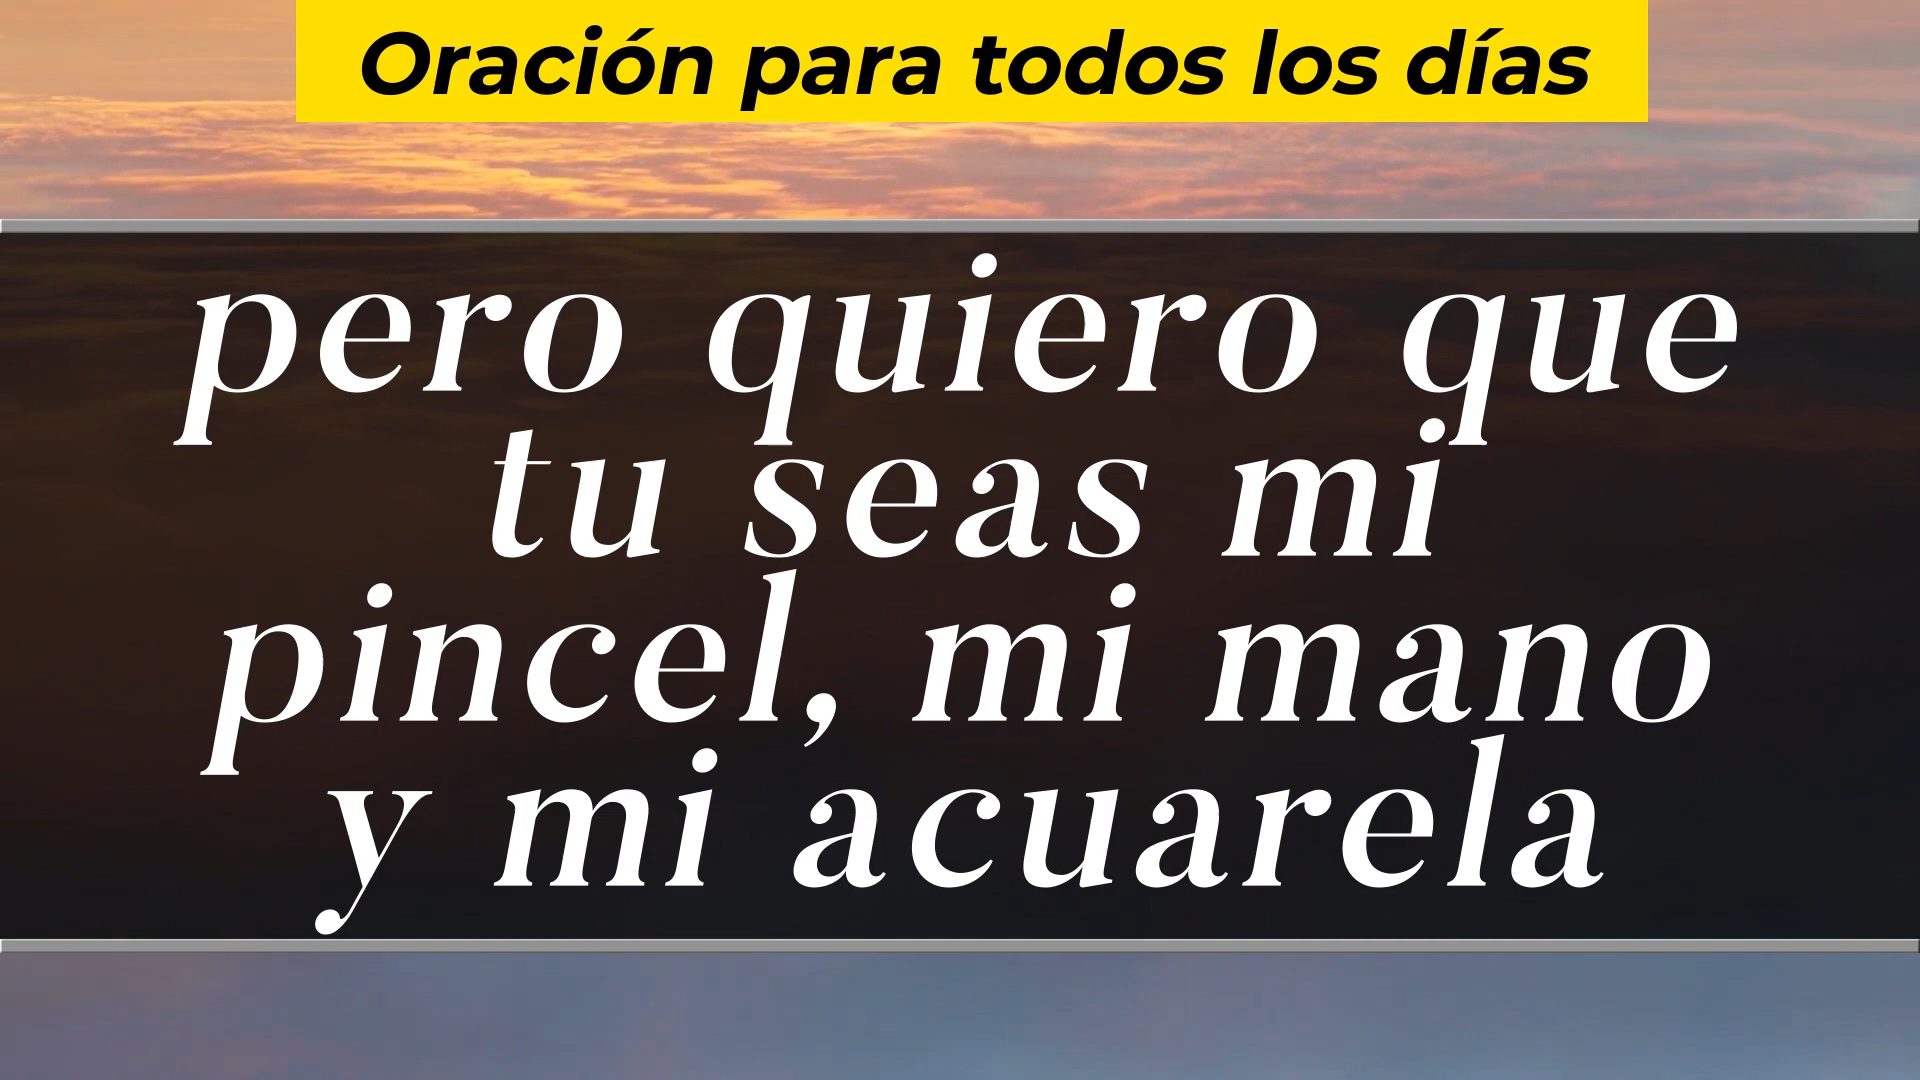 Oración para todos los días
pero quiero que
tu seas mi
pincel, mi mano
y mi acuarela